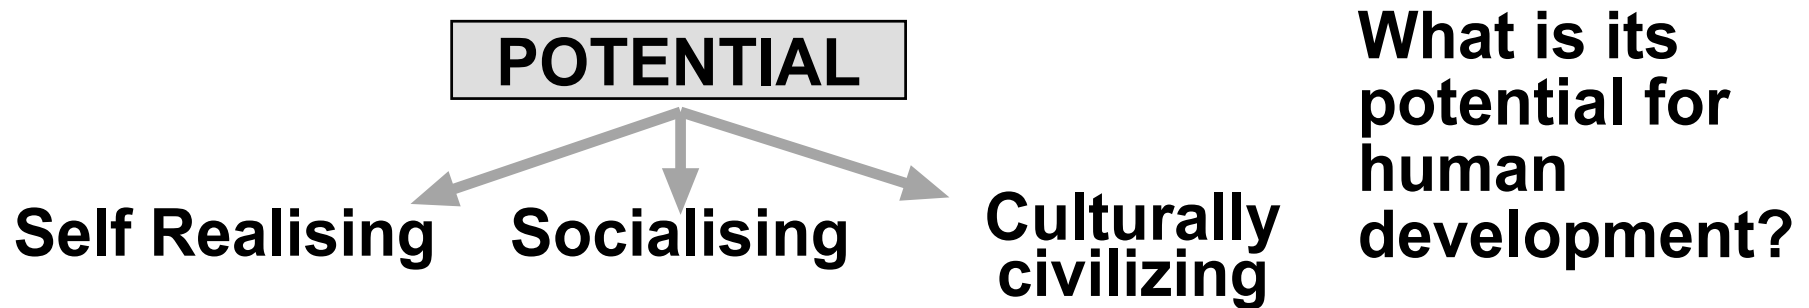 POTENTIAL
Self Realising
Socialising
Culturally
civilizing
What is its
potential for
human
development?